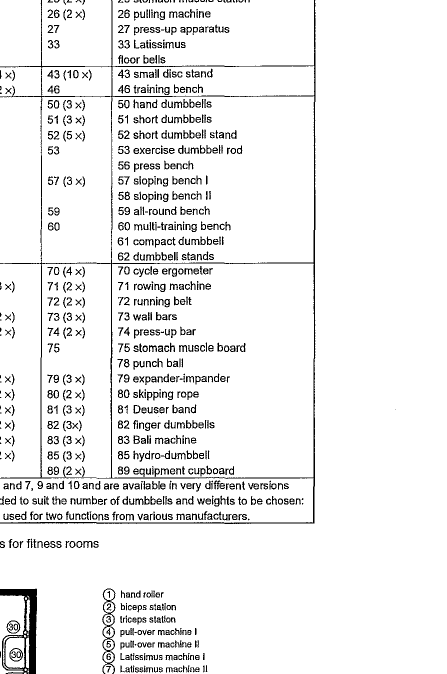 26 (2 x) 26 pulling machine
27 27 press-up apparatus
33 33 Latissimus
floor bells
x) 43 (10 x) 43 small disc stand
x) 46 46 training bench
50 (3 x) 50 hand dumbbells
51 (3 x) 51 short dumbbells
52 (5 x) 52 short dumbbell stand
53 53 exercise dumbbell rod
56 press bench
57 (3 x) 57 sloping bench I
58 sloping bench II
59 59 all-round bench
60 60 multi-training bench
61 compact dumbbell
62 dumbbell stands
70 (4 x) 70 cycle ergometer
x) 71 (2 x) 71 rowing machine
72 (2 x) 72 running belt
x) 73 (3 x) 73 wall bars
x) 74 (2 x) 74 press-up bar
75 75 stomach muscle board
78 punch ball
x) 79 (3 x) 79 expander-impander
x) 80 (2 x) 80 skipping rope
x) 81 (3 x) 81 Deuser band
x) 82 (3x) 82 finger dumbbells
x) 83 (3 x) 83 Bali machine
x) 85 (3 x) 85 hydro-dumbbell
89 (2 x) 89 equipment cupboard
and 7, 9 and 10 and are available in very different versions
ded to suit the number of dumbbells and weights to be chosen:
used for two functions from various manufacturers.
s for fitness rooms
30
30
1 hand roller
2 biceps station
3 triceps station
4 pull-over machine I
5 pull-over machine II
6 Latissimus machine I
7 Latissimus machine II